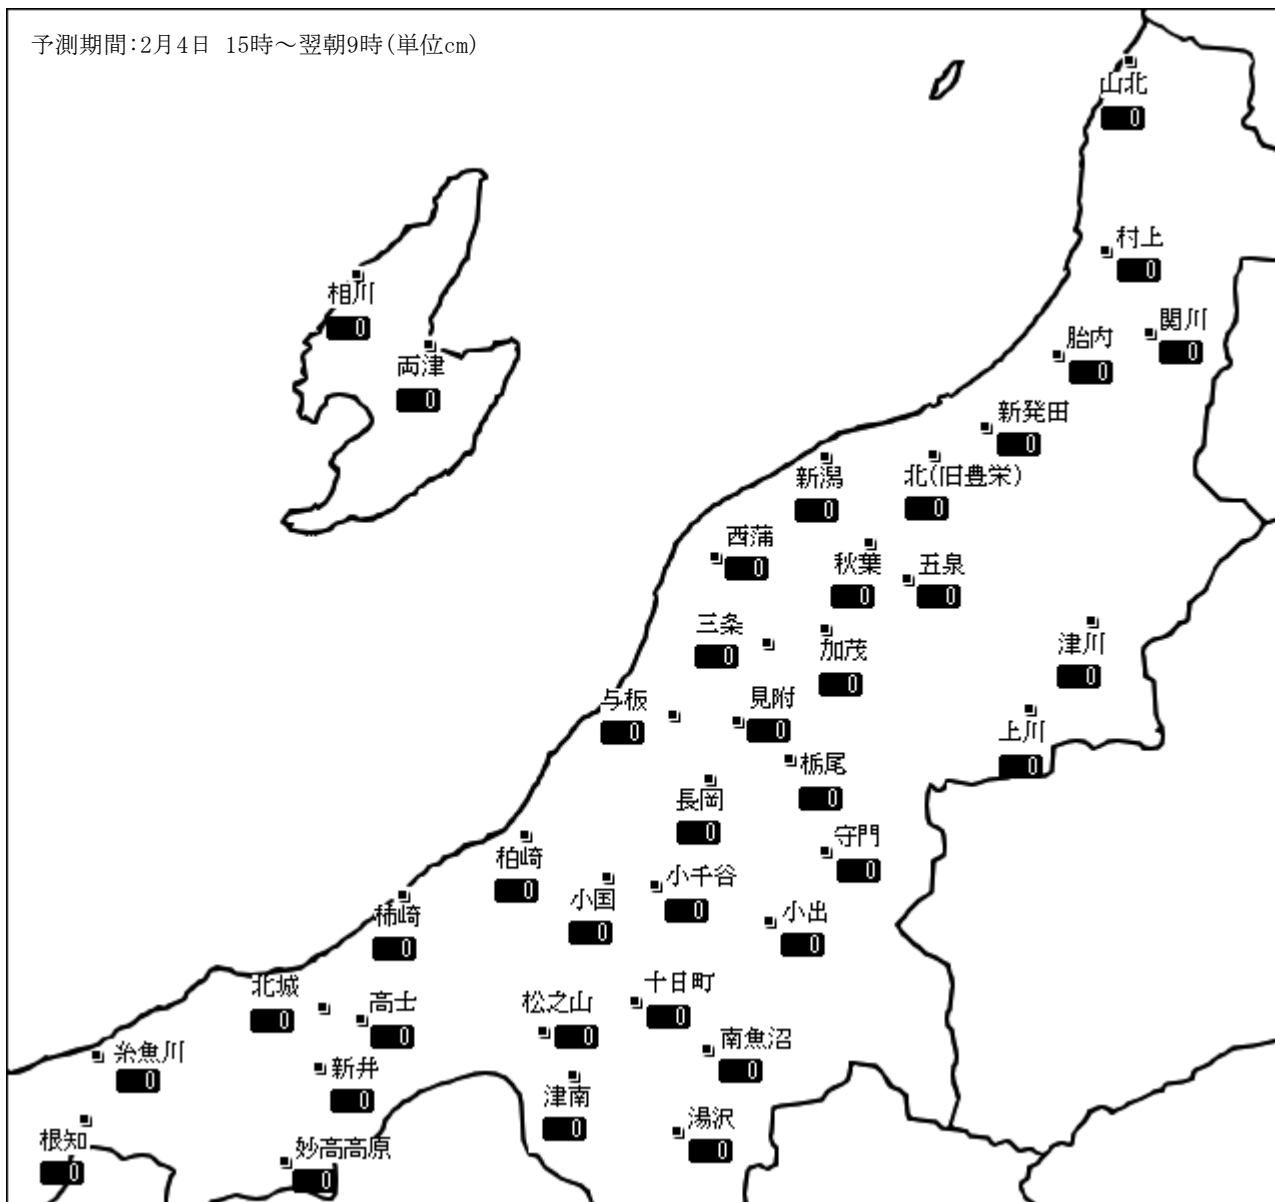 予測期間:2月4日 15時～翌朝9時(単位cm)
山北
0
村上
0
相川
0
関川
0
胎内
0
両津
0
新発田
0
新潟
0
北(旧豊栄)
0
西蒲
0
秋葉
0
五泉
0
三条
0
加茂
0
津川
0
与板
0
見附
0
上川
0
栃尾
0
長岡
0
守門
0
柏崎
0
小千谷
0
小国
0
小出
0
柿崎
0
北城
0
高士
0
松之山
0
十日町
0
南魚沼
0
糸魚川
0
新井
0
津南
0
湯沢
0
根知
0
妙高高原
0